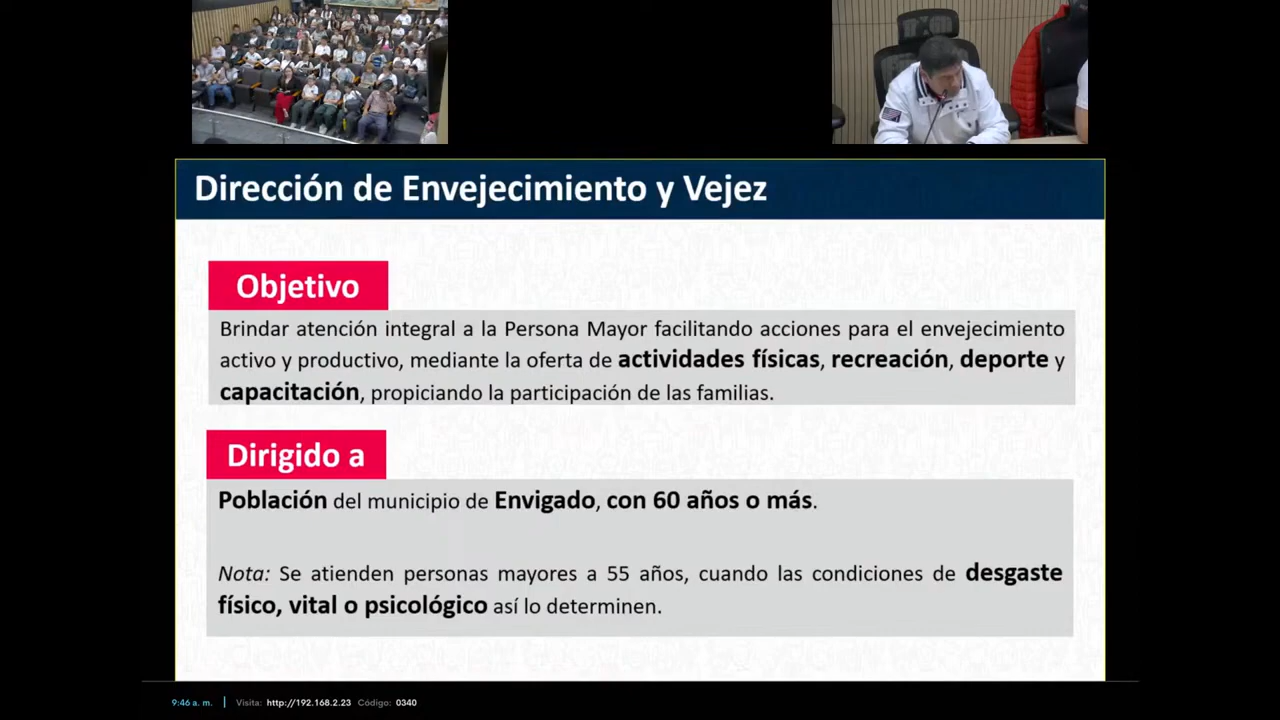 Dirección de Envejecimiento y Vejez
Objetivo
Brindar atención integral a la Persona Mayor facilitando acciones para el envejecimiento
activo y productivo, mediante la oferta de actividades físicas, recreación, deporte y
capacitación, propiciando la participación de las familias.
Dirigido a
Población del municipio de Envigado, con 60 años o más.
Nota: Se atienden personas mayores a 55 años, cuando las condiciones de desgaste
físico, vital o psicológico así lo determinen.
9:46 a. m. | Visita: http://192.168.2.23 Código: 0340